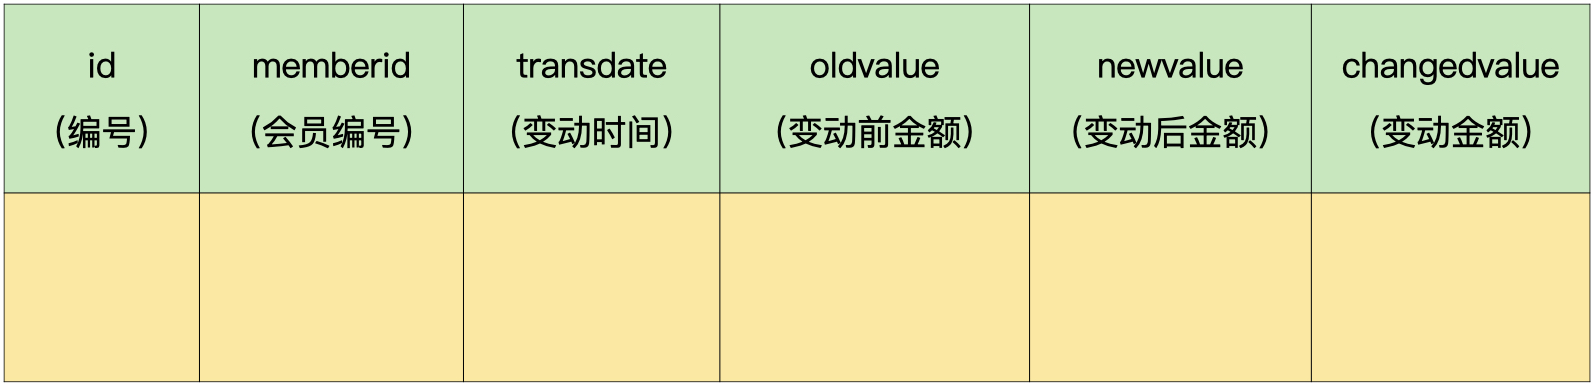 id
（编号）
memberid
（会员编号）
transdate
（变动时间）
oldvalue
（变动前金额）
newvalue
（变动后金额）
changedvalue
（变动金额）